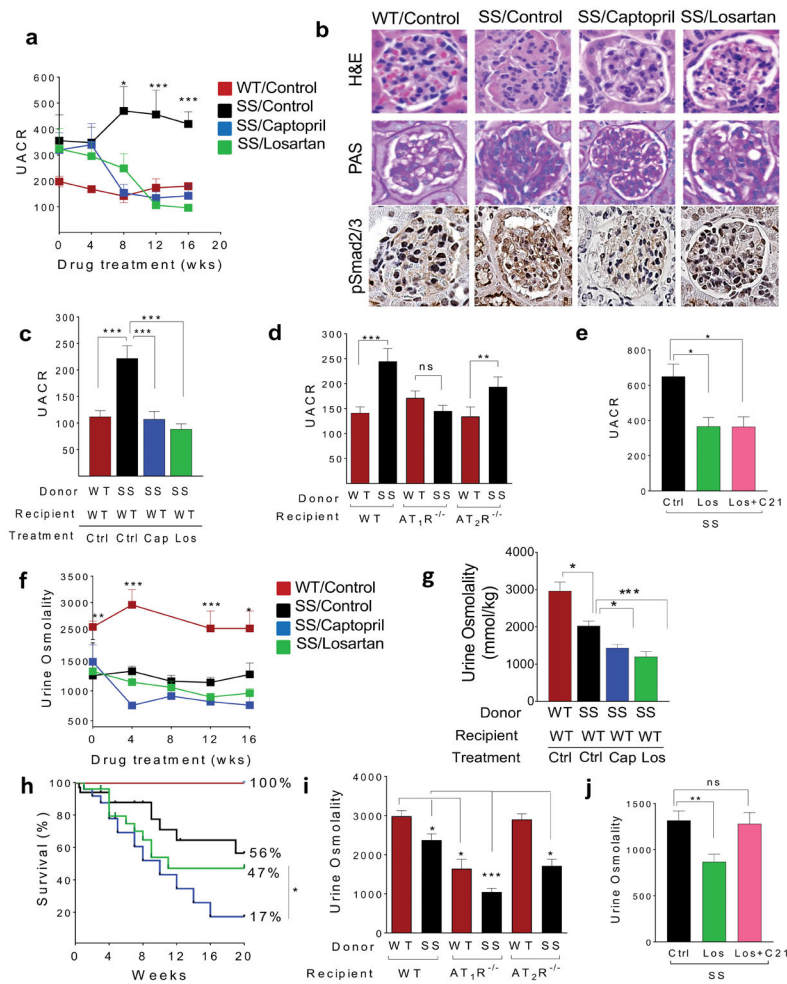 a
UACR
600
500
400
300
200
100
0
4
8
12
16
20
Drug treatment (wks)
*
***
***
WT/Control
SS/Control
SS/Captopril
SS/Losartan
b
WT/Control SS/Control SS/Captopril SS/Losartan
H&E
PAS
pSmad2/3
c
UACR
300
250
200
150
100
50
*** *** ***
Donor WT SS SS SS
Recipient WT WT WT WT
Treatment Ctrl Ctrl Cap Los
d
UACR
350
300
250
200
150
100
50
0
*** ns **
Donor WT SS WT SS WT SS
Recipient WT AT1R-/- AT2R-/-
e
UACR
800
600
400
200
0
* *
Ctrl Los Los+C21
SS
f
Urine Osmolality
3500
3000
2500
1500
1000
500
0 4 8 12 16
Drug treatment (wks)
** *** *** *
WT/Control
SS/Control
SS/Captopril
SS/Losartan
g
Urine Osmolality
(mmol/kg)
4000
3000
2000
1000
0
* * ***
Donor WT SS SS SS
Recipient WT WT WT WT
Treatment Ctrl Ctrl Cap Los
h
Survival (%)
100
80
60
40
20
0 4 8 12 16 20
Weeks
100%
56%
47%
17%
*
i
Urine Osmolality
4000
3000
2000
1000
0
* * *** *
Donor WT SS WT SS WT SS
Recipient WT AT1R-/- AT2R-/-
j
Urine Osmolality
1500
1200
900
600
300
0
ns
**
Ctrl Los Los+C21
SS